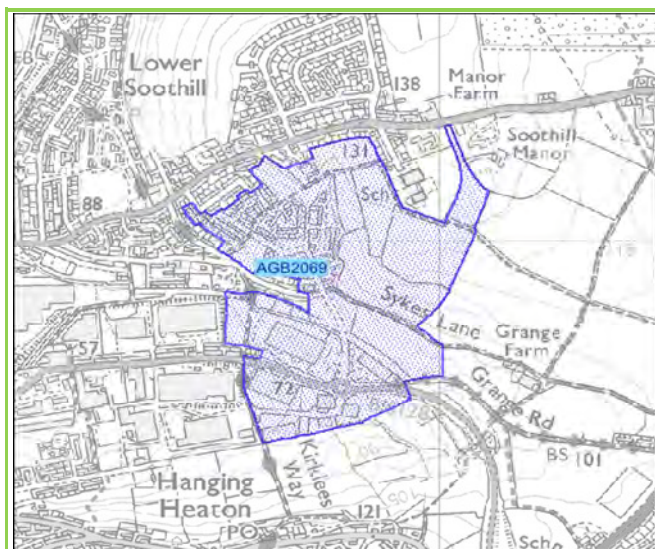 Lower
Soothill
138
Manor
Farm
Soothill
Manor
131
Sch
88
AGB2069
Sykes Lane
57
Grange
Farm
72
Grange Rd
BS 101
Kirklees
Way
Hanging
Heaton
PO
121
Scho